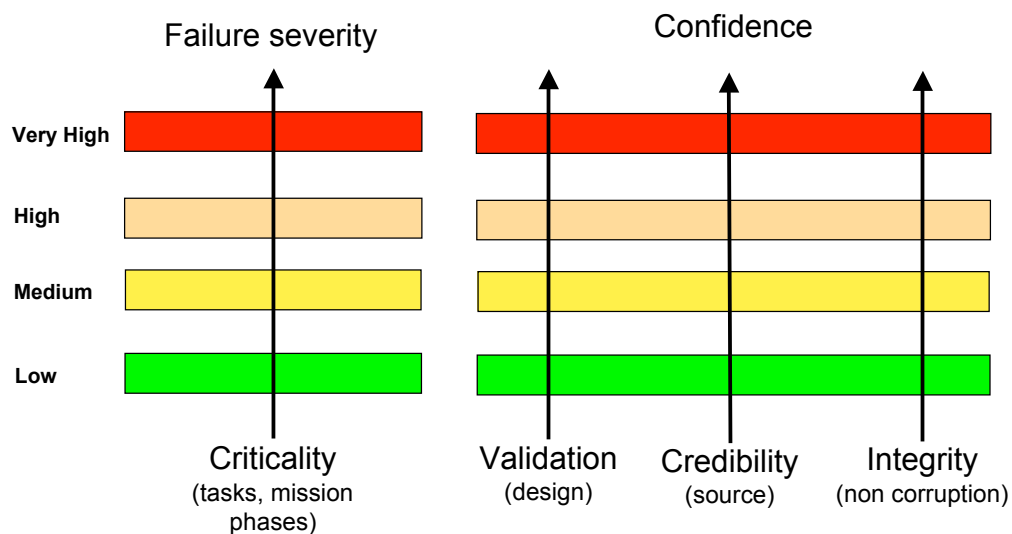 Failure severity
Confidence
Very High
High
Medium
Low
Criticality
(tasks, mission
phases)
Validation
(design)
Credibility
(source)
Integrity
(non corruption)